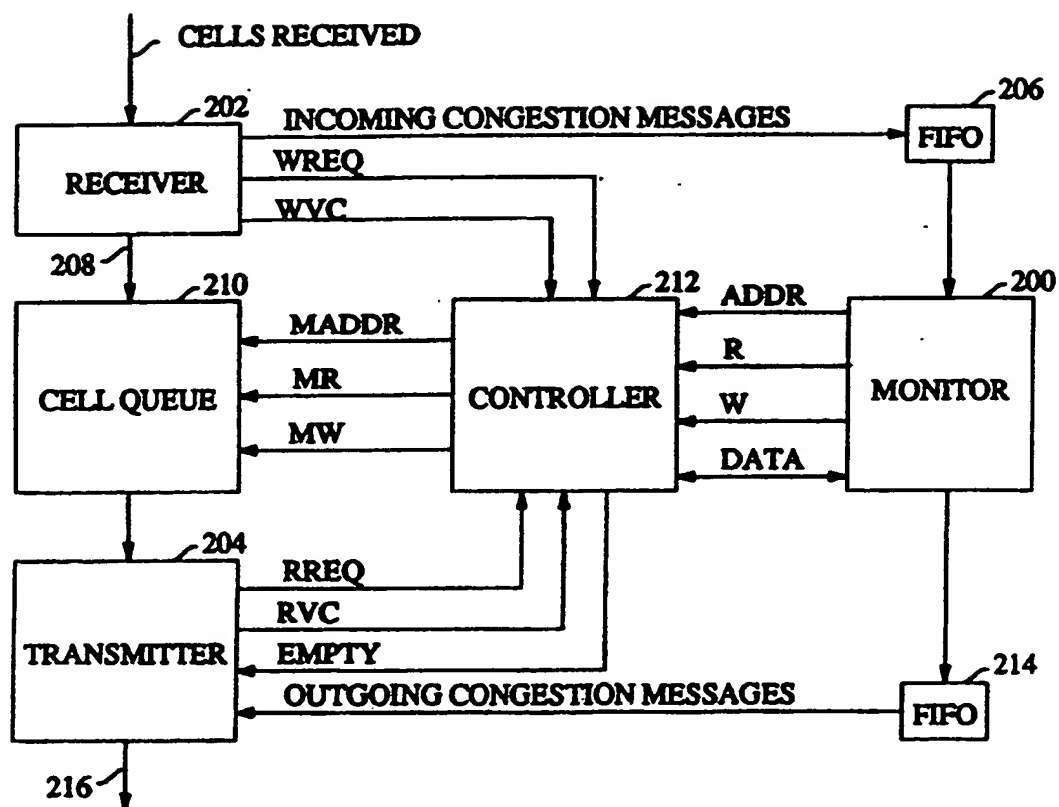 CELLS RECEIVED
202
INCOMING CONGESTION MESSAGES
206
FIFO
RECEIVER
WREQ
WVC
208
210
212
200
MADDR
ADDR
MR
R
CELL QUEUE
CONTROLLER
MONITOR
MW
W
DATA
204
RREQ
RVC
TRANSMITTER
EMPTY
214
OUTGOING CONGESTION MESSAGES
FIFO
216